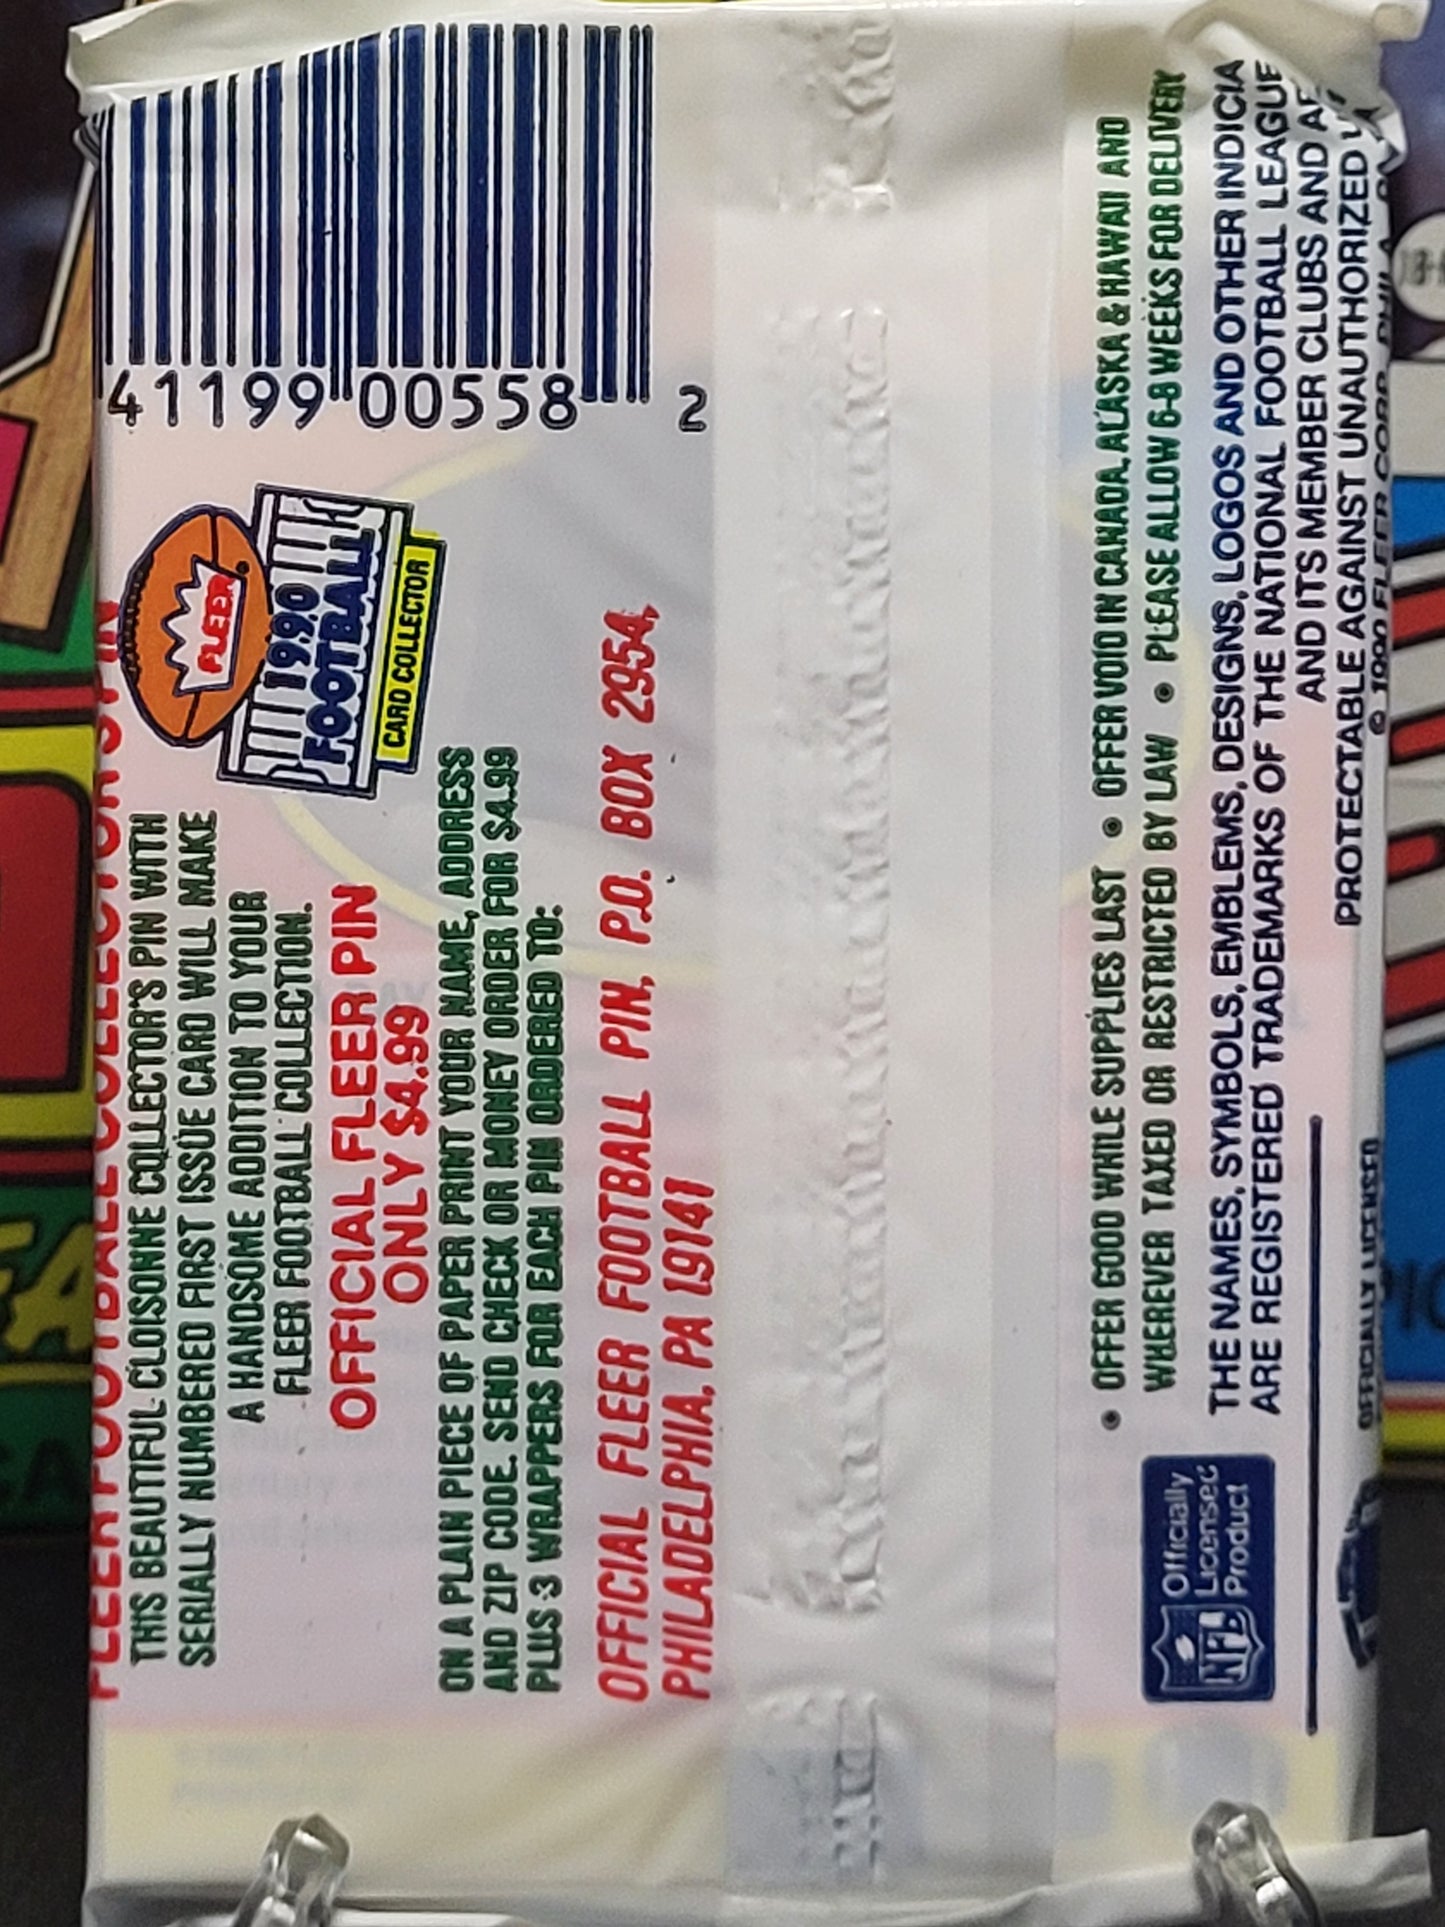 FLEER FOOTBALL COLLECTOR'S PIN
THIS BEAUTIFUL CLOISONNE COLLECTOR'S PIN WITH
SERIALLY NUMBERED FIRST ISSUE CARD WILL MAKE
A HANDSOME ADDITION TO YOUR
FLEER FOOTBALL COLLECTION.
OFFICIAL FLEER PIN
ONLY $4.99
ON A PLAIN PIECE OF PAPER PRINT YOUR NAME, ADDRESS
AND ZIP CODE. SEND CHECK OR MONEY ORDER FOR $4.99
PLUS 3 WRAPPERS FOR EACH PIN ORDERED TO:
OFFICIAL FLEER FOOTBALL PIN, P.O. BOX 2954,
PHILADELPHIA, PA 19141
FLEER
1990
FOOTBALL
CARD COLLECTOR
41199 00558 2
• OFFER GOOD WHILE SUPPLIES LAST • OFFER VOID IN CANADA, ALASKA & HAWAII AND
WHEREVER TAXED OR RESTRICTED BY LAW • PLEASE ALLOW 6-8 WEEKS FOR DELIVERY
NFL
Officially
Licensed
Product
THE NAMES, SYMBOLS, EMBLEMS, DESIGNS, LOGOS AND OTHER INDICIA
ARE REGISTERED TRADEMARKS OF THE NATIONAL FOOTBALL LEAGUE
AND ITS MEMBER CLUBS AND
PROTECTABLE AGAINST UNAUTHORIZED
© 1990 FLEER CORP. PHILA.
OFFICIALLY LICENSED